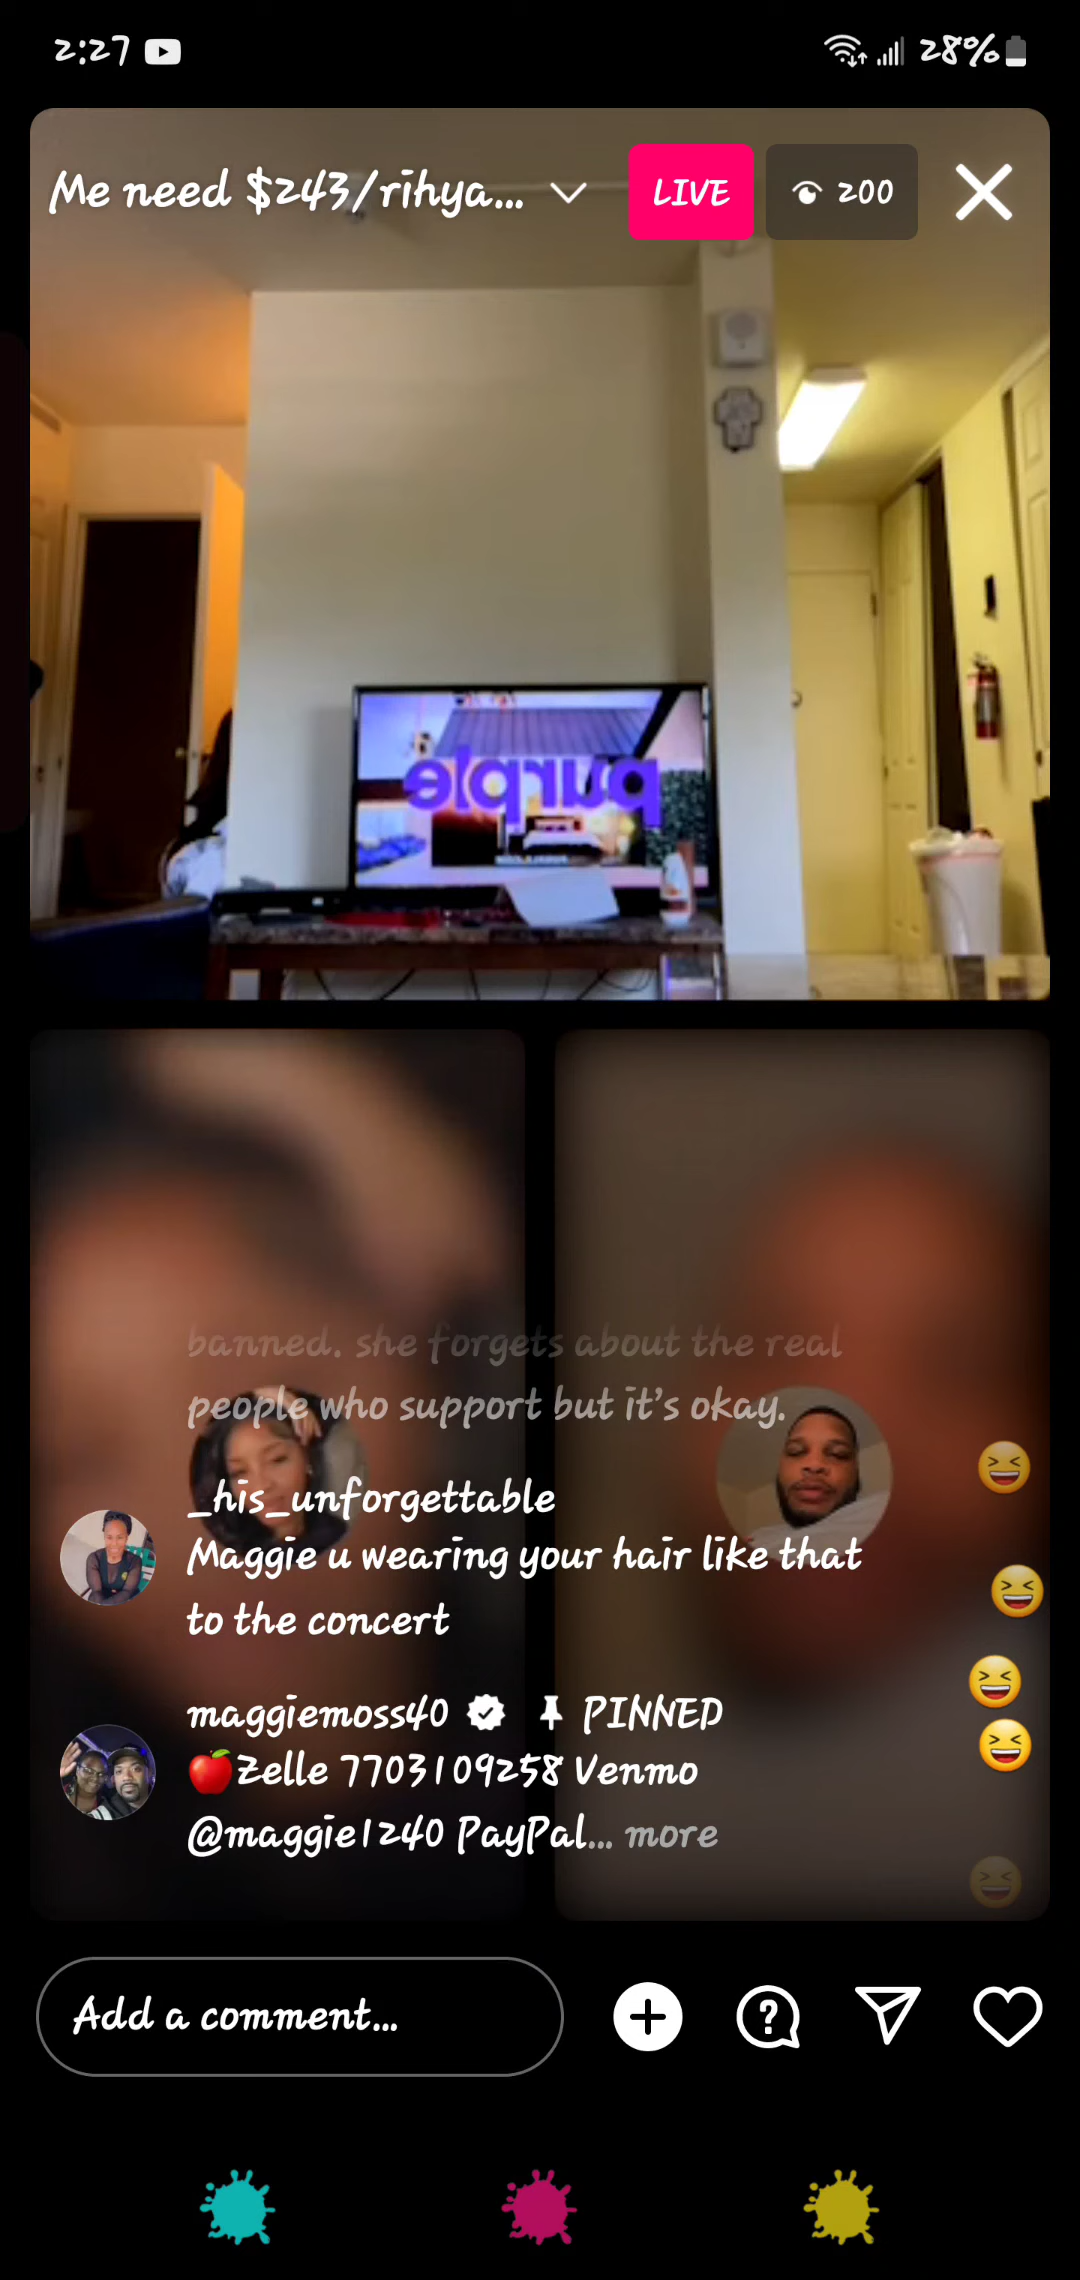 2:27
28%
Me need $243/rihya...
LIVE
200
purple
banned. she forgets about the real
people who support but it's okay.
_his_unforgettable
Maggie u wearing your hair like that
to the concert
maggiemoss40 PINNED
🍎Zelle 7703109258 Venmo
@maggie1240 PayPal... more
Add a comment...